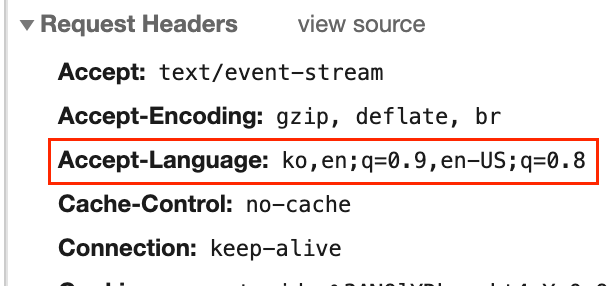 Request Headers view source
Accept: text/event-stream
Accept-Encoding: gzip, deflate, br
Accept-Language: ko,en;q=0.9,en-US;q=0.8
Cache-Control: no-cache
Connection: keep-alive